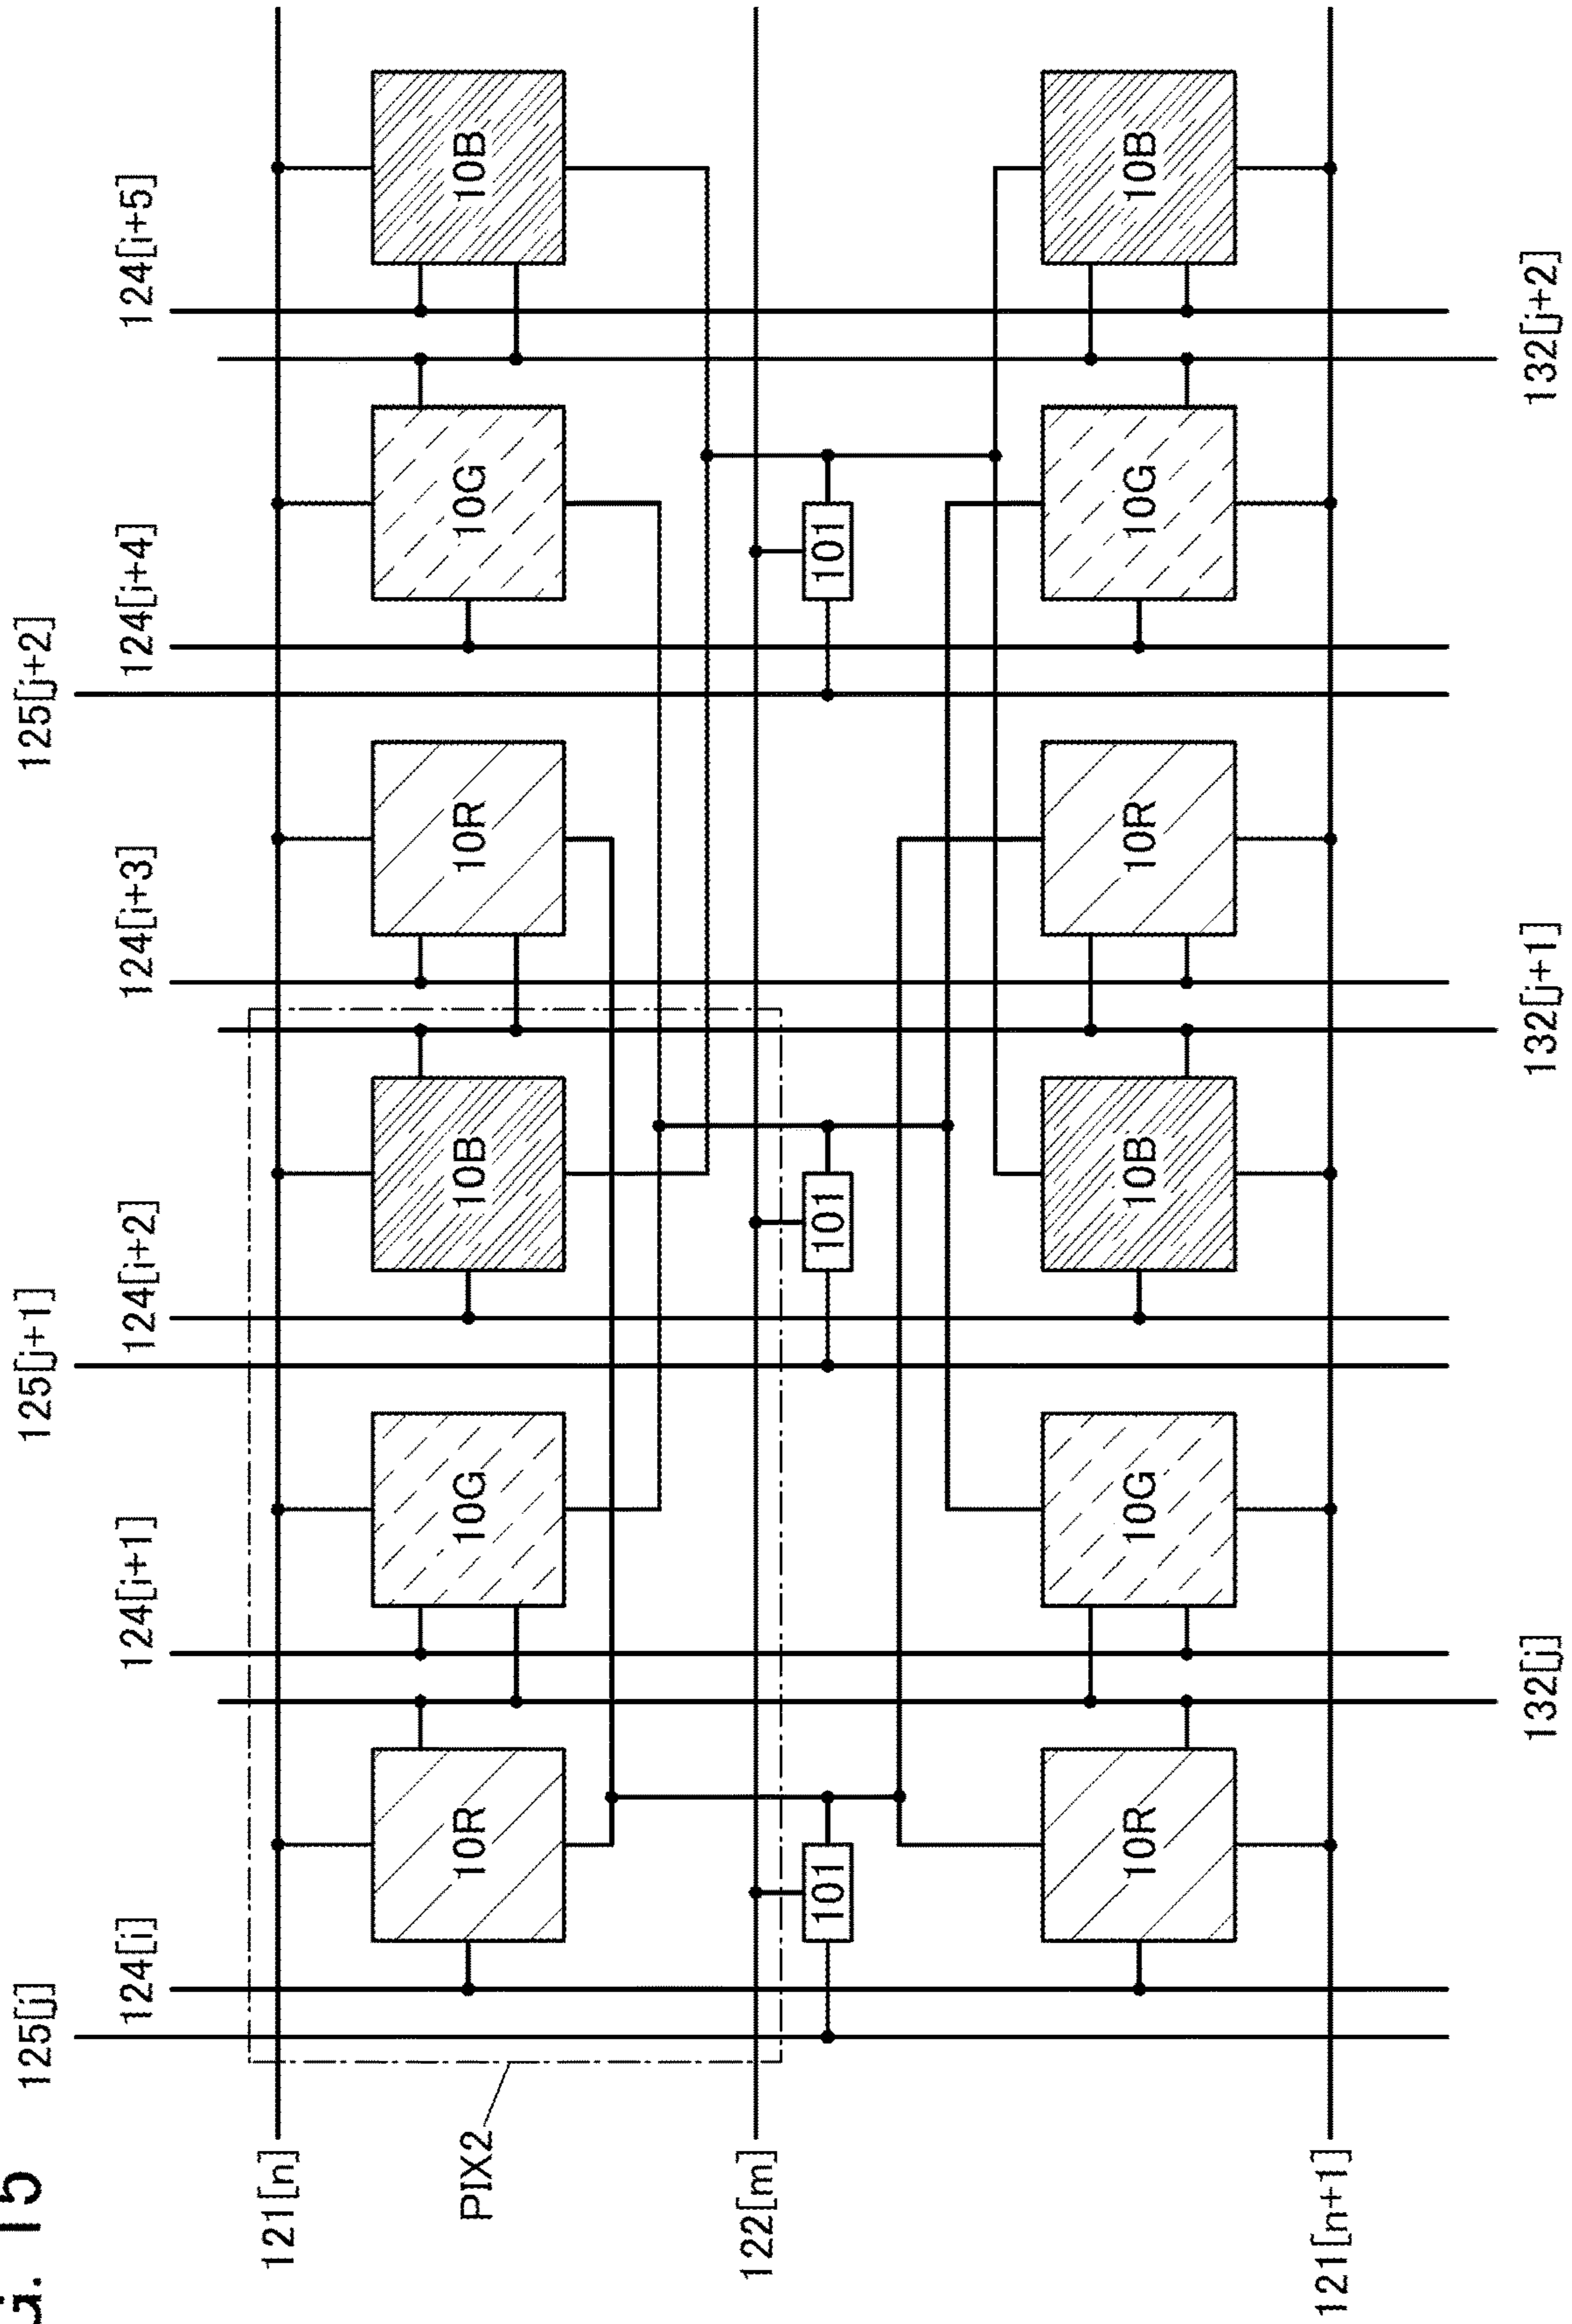 G. 15
125[j] 125[j+1] 125[j+2]
124[i] 124[i+1] 124[i+2] 124[i+3] 124[i+4] 124[i+5]
121[n]
PIX2
10R 10G 10B 10R 10G 10B
122[m]
101 101 101
10R 10G 10B 10R 10G 10B
121[n+1]
132[j] 132[j+1] 132[j+2]